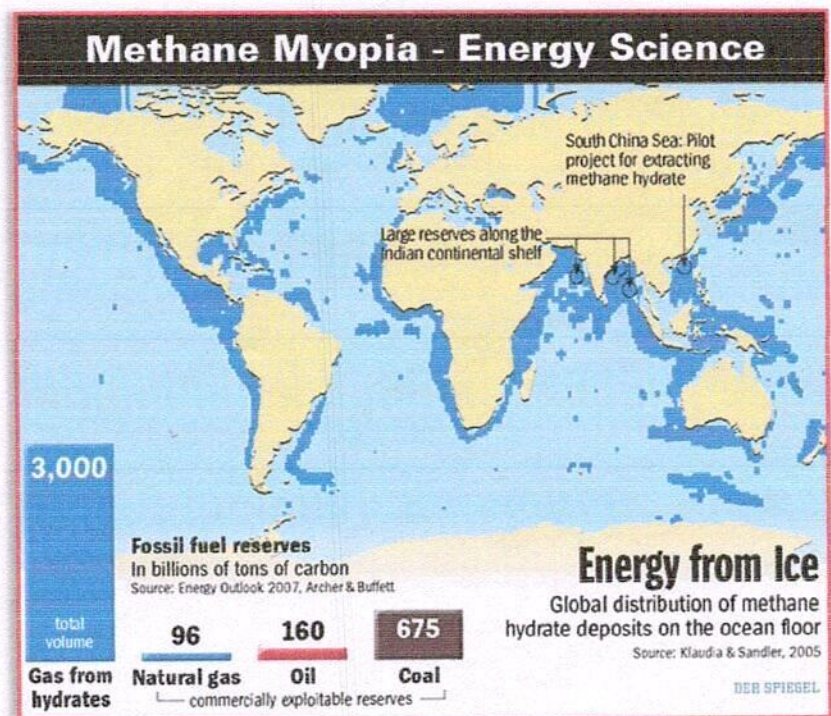 Methane Myopia - Energy Science
South China Sea: Pilot
project for extracting
methane hydrate
Large reserves along the
Indian continental shelf
3,000
total
volume
Gas from
hydrates
Fossil fuel reserves
In billions of tons of carbon
Source: Energy Outlook 2007, Archer & Buffett
96
Natural gas
160
Oil
675
Coal
commercially exploitable reserves
Energy from Ice
Global distribution of methane
hydrate deposits on the ocean floor
Source: Klaudia & Sandler, 2005
DER SPIEGEL